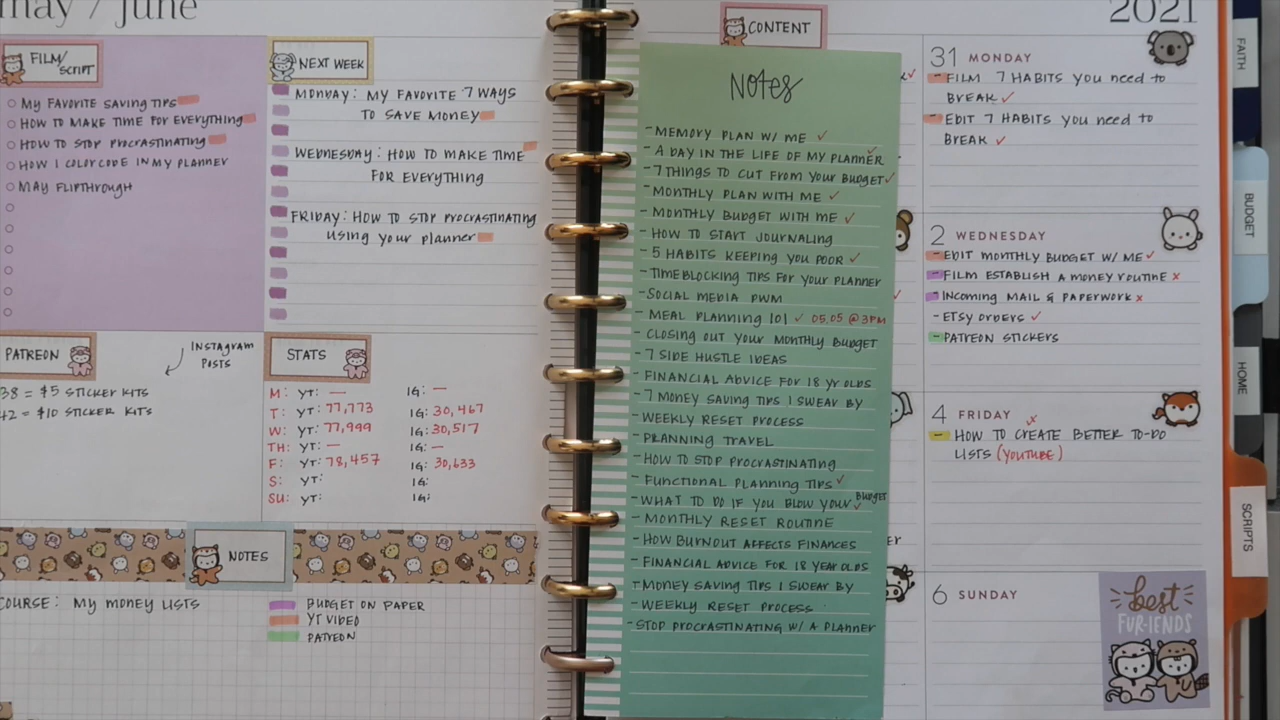 may / June
FILM/
SCRIPT
MY FAVORITE SAVING TIPS
HOW TO MAKE TIME FOR EVERYTHING
HOW TO STOP PROCRASTINATING
HOW I COLOR CODE IN MY PLANNER
MAY FLIPTHROUGH
NEXT WEEK
MONDAY: MY FAVORITE 7 WAYS
TO SAVE MONEY
WEDNESDAY: HOW TO MAKE TIME
FOR EVERYTHING
FRIDAY: HOW TO STOP PROCRASTINATING
USING YOUR PLANNER
PATREON
INSTAGRAM
POSTS
38 = $5 STICKER KITS
42 = $10 STICKER KITS
STATS
M: YT: — IG: —
T: YT: 77,773 IG: 30,467
W: YT: 77,999 IG: 30,517
TH: YT: — IG: —
F: YT: 78,457 IG: 30,633
S: YT: IG:
SU: YT: IG:
NOTES
COURSE: MY MONEY LISTS
BUDGET ON PAPER
YT VIDEO
PATREON
CONTENT
Notes
- MEMORY PLAN W/ ME ✓
- A DAY IN THE LIFE OF MY PLANNER ✓
- 7 THINGS TO CUT FROM YOUR BUDGET ✓
- MONTHLY PLAN WITH ME ✓
- MONTHLY BUDGET WITH ME ✓
- HOW TO START JOURNALING
- 5 HABITS KEEPING YOU POOR ✓
- TIMEBLOCKING TIPS FOR YOUR PLANNER
- SOCIAL MEDIA PWM
- MEAL PLANNING 101 ✓ 05.05 @ 3PM
- CLOSING OUT YOUR MONTHLY BUDGET
- 7 SIDE HUSTLE IDEAS
- FINANCIAL ADVICE FOR 18 YR OLDS
- 7 MONEY SAVING TIPS I SWEAR BY
- WEEKLY RESET PROCESS
- PLANNING TRAVEL
- HOW TO STOP PROCRASTINATING
- FUNCTIONAL PLANNING TIPS ✓
- WHAT TO DO IF YOU BLOW YOUR BUDGET ✓
- MONTHLY RESET ROUTINE
- HOW BURNOUT AFFECTS FINANCES
- FINANCIAL ADVICE FOR 18 YEAR OLDS
- MONEY SAVING TIPS I SWEAR BY
- WEEKLY RESET PROCESS
- STOP PROCRASTINATING W/ A PLANNER
2021
31 MONDAY
- FILM 7 HABITS YOU NEED TO
BREAK ✓
- EDIT 7 HABITS YOU NEED TO
BREAK ✓
2 WEDNESDAY
- EDIT MONTHLY BUDGET W/ ME ✓
- FILM ESTABLISH A MONEY ROUTINE x
- INCOMING MAIL & PAPERWORK x
- ETSY ORDERS ✓
- PATREON STICKERS
4 FRIDAY
- HOW TO CREATE BETTER TO-DO
LISTS (YOUTUBE)
6 SUNDAY
best
FUR-IENDS
FAITH
BUDGET
HOME
SCRIPTS